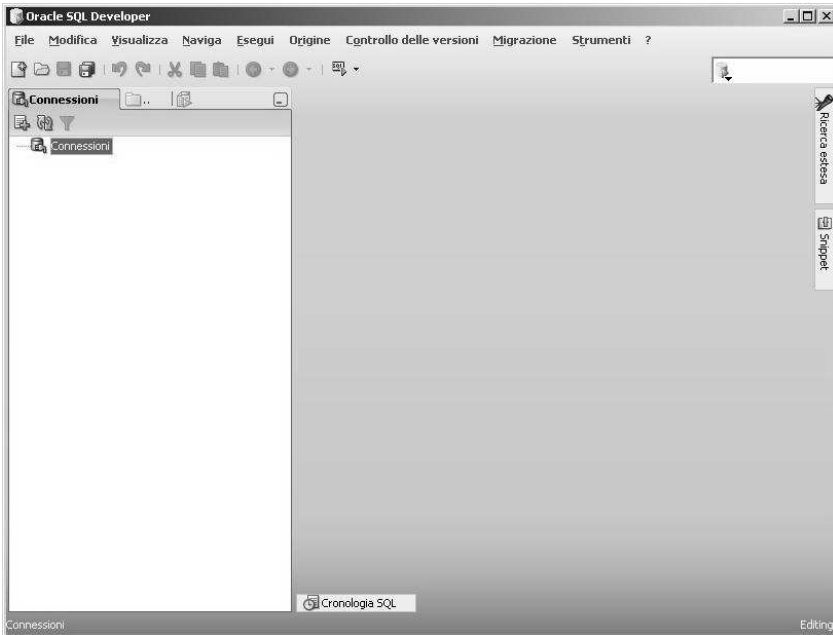 Oracle SQL Developer
File Modifica Visualizza Naviga Esegui Origine Controllo delle versioni Migrazione Strumenti ?
Connessioni
Connessioni
Ricerca estesa
Snippet
Cronologia SQL
Connessioni Editing